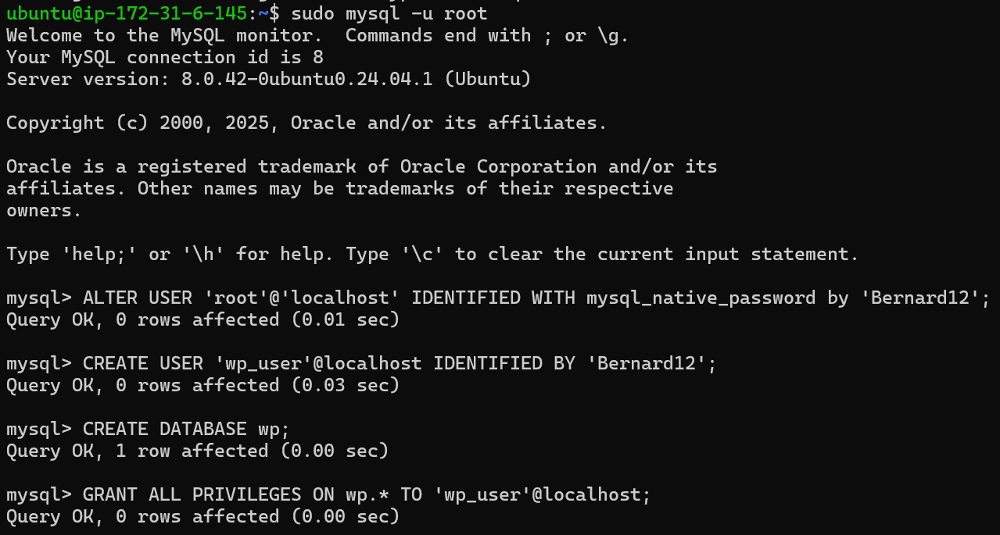 ubuntu@ip-172-31-6-145:~$ sudo mysql -u root
Welcome to the MySQL monitor.  Commands end with ; or \g.
Your MySQL connection id is 8
Server version: 8.0.42-0ubuntu0.24.04.1 (Ubuntu)

Copyright (c) 2000, 2025, Oracle and/or its affiliates.

Oracle is a registered trademark of Oracle Corporation and/or its
affiliates. Other names may be trademarks of their respective
owners.

Type 'help;' or '\h' for help. Type '\c' to clear the current input statement.

mysql> ALTER USER 'root'@'localhost' IDENTIFIED WITH mysql_native_password by 'Bernard12';
Query OK, 0 rows affected (0.01 sec)

mysql> CREATE USER 'wp_user'@localhost IDENTIFIED BY 'Bernard12';
Query OK, 0 rows affected (0.03 sec)

mysql> CREATE DATABASE wp;
Query OK, 1 row affected (0.00 sec)

mysql> GRANT ALL PRIVILEGES ON wp.* TO 'wp_user'@localhost;
Query OK, 0 rows affected (0.00 sec)